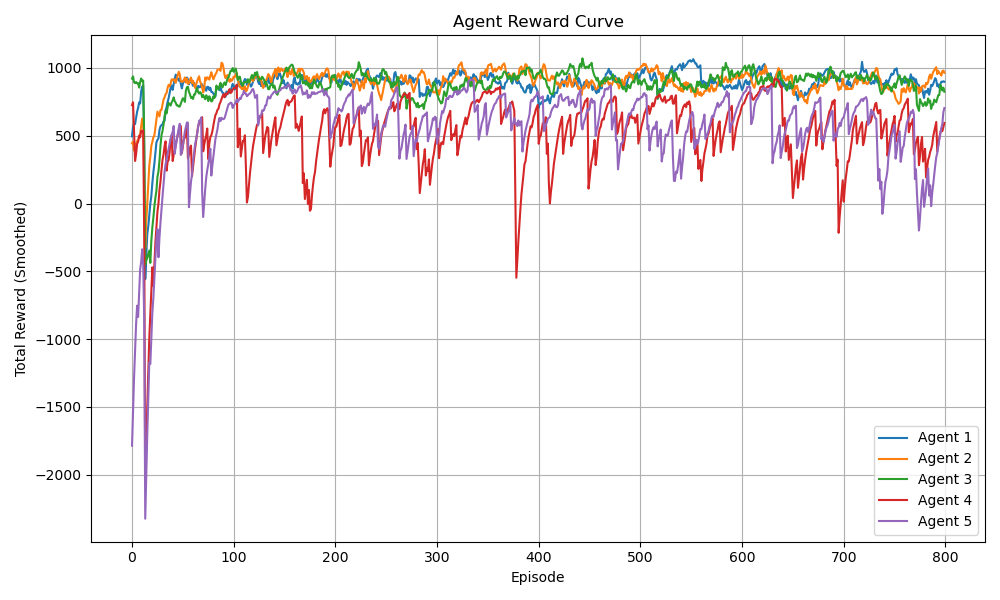 Agent Reward Curve
Total Reward (Smoothed)
1000
500
0
−500
−1000
−1500
−2000
0 100 200 300 400 500 600 700 800
Episode
Agent 1
Agent 2
Agent 3
Agent 4
Agent 5